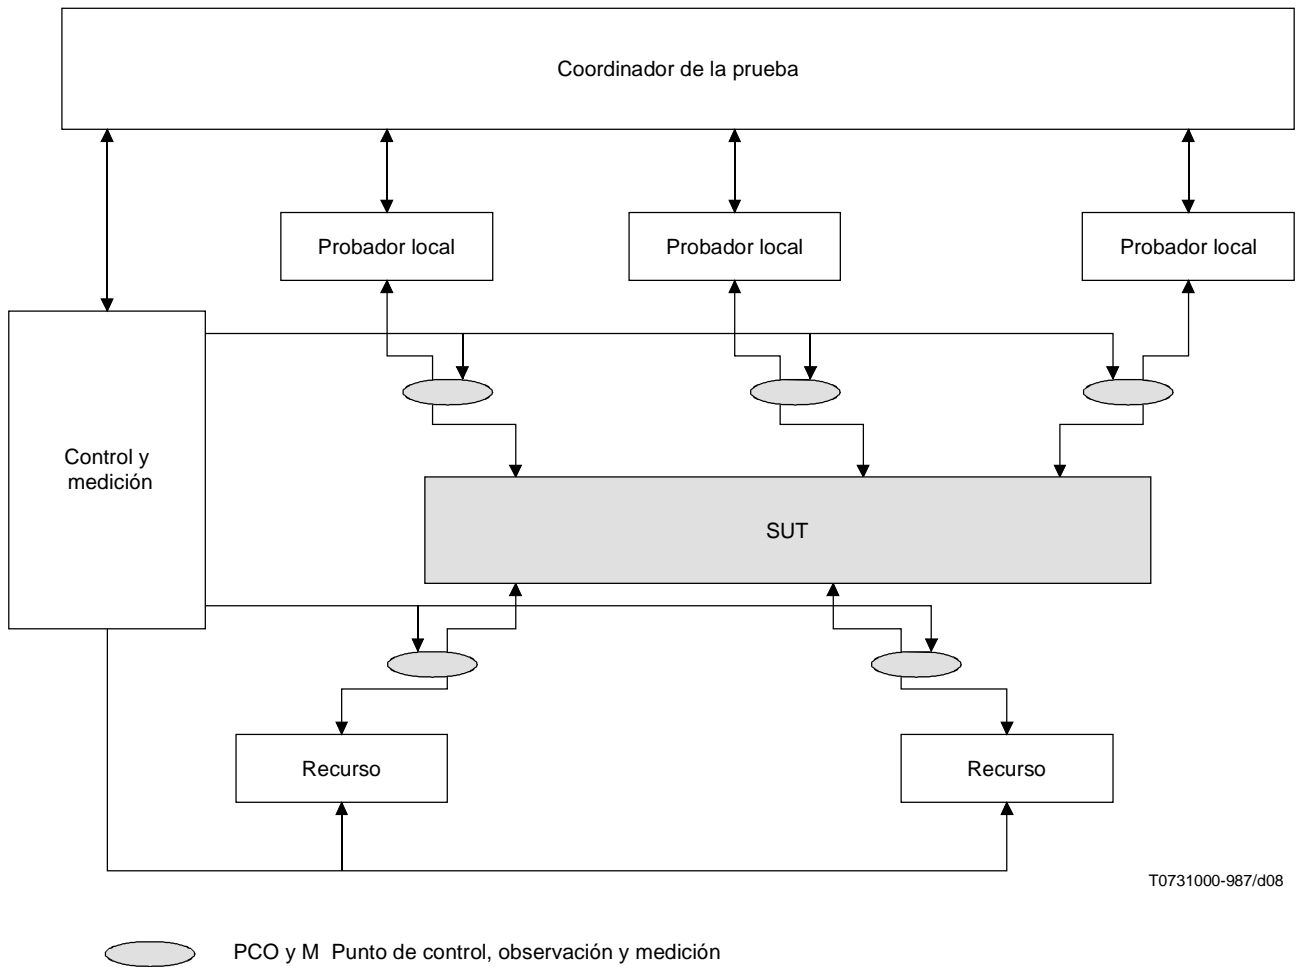 Coordinador de la prueba
Probador local
Probador local
Probador local
Control y
medición
SUT
Recurso
Recurso
T0731000-987/d08
PCO y M Punto de control, observación y medición